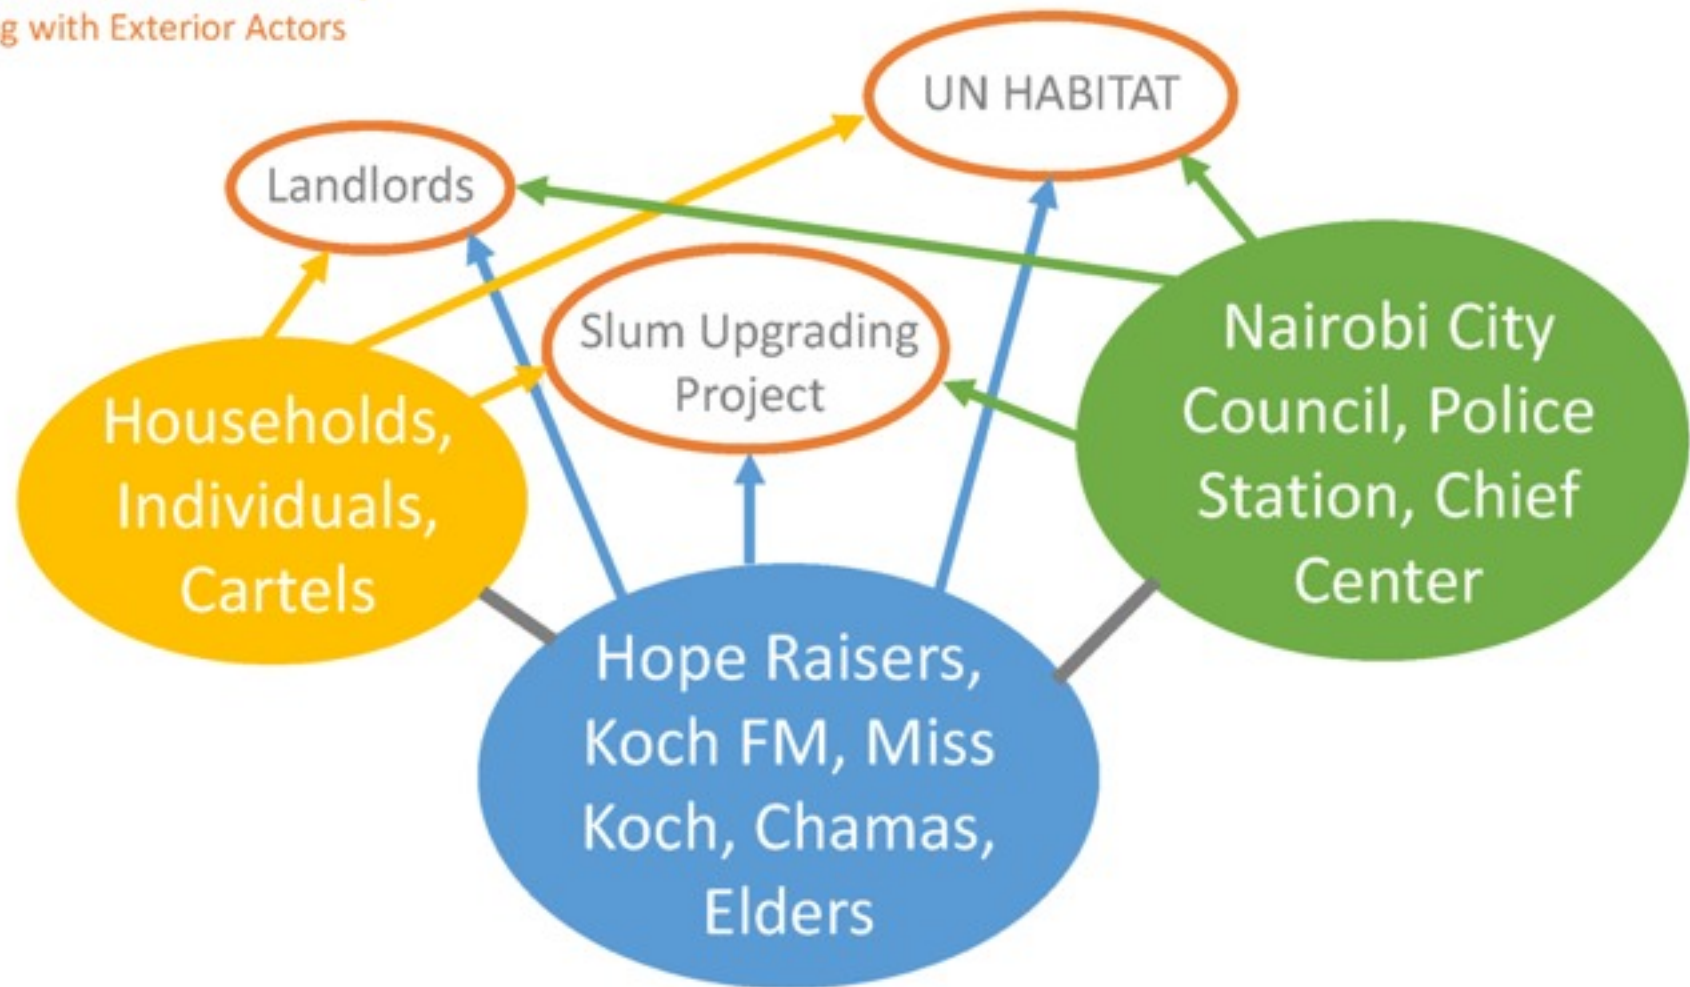 g with Exterior Actors
UN HABITAT
Landlords
Slum Upgrading
Project
Households,
Individuals,
Cartels
Nairobi City
Council, Police
Station, Chief
Center
Hope Raisers,
Koch FM, Miss
Koch, Chamas,
Elders